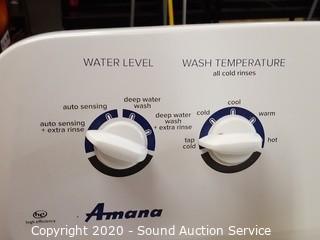 WATER LEVEL
WASH TEMPERATURE
all cold rinses
auto sensing
deep water
wash
auto sensing
+ extra rinse
deep water
wash
+ extra rinse
tap
cold
cold
cool
warm
hot
he
high efficiency
Amana
Copyright 2020 - Sound Auction Service